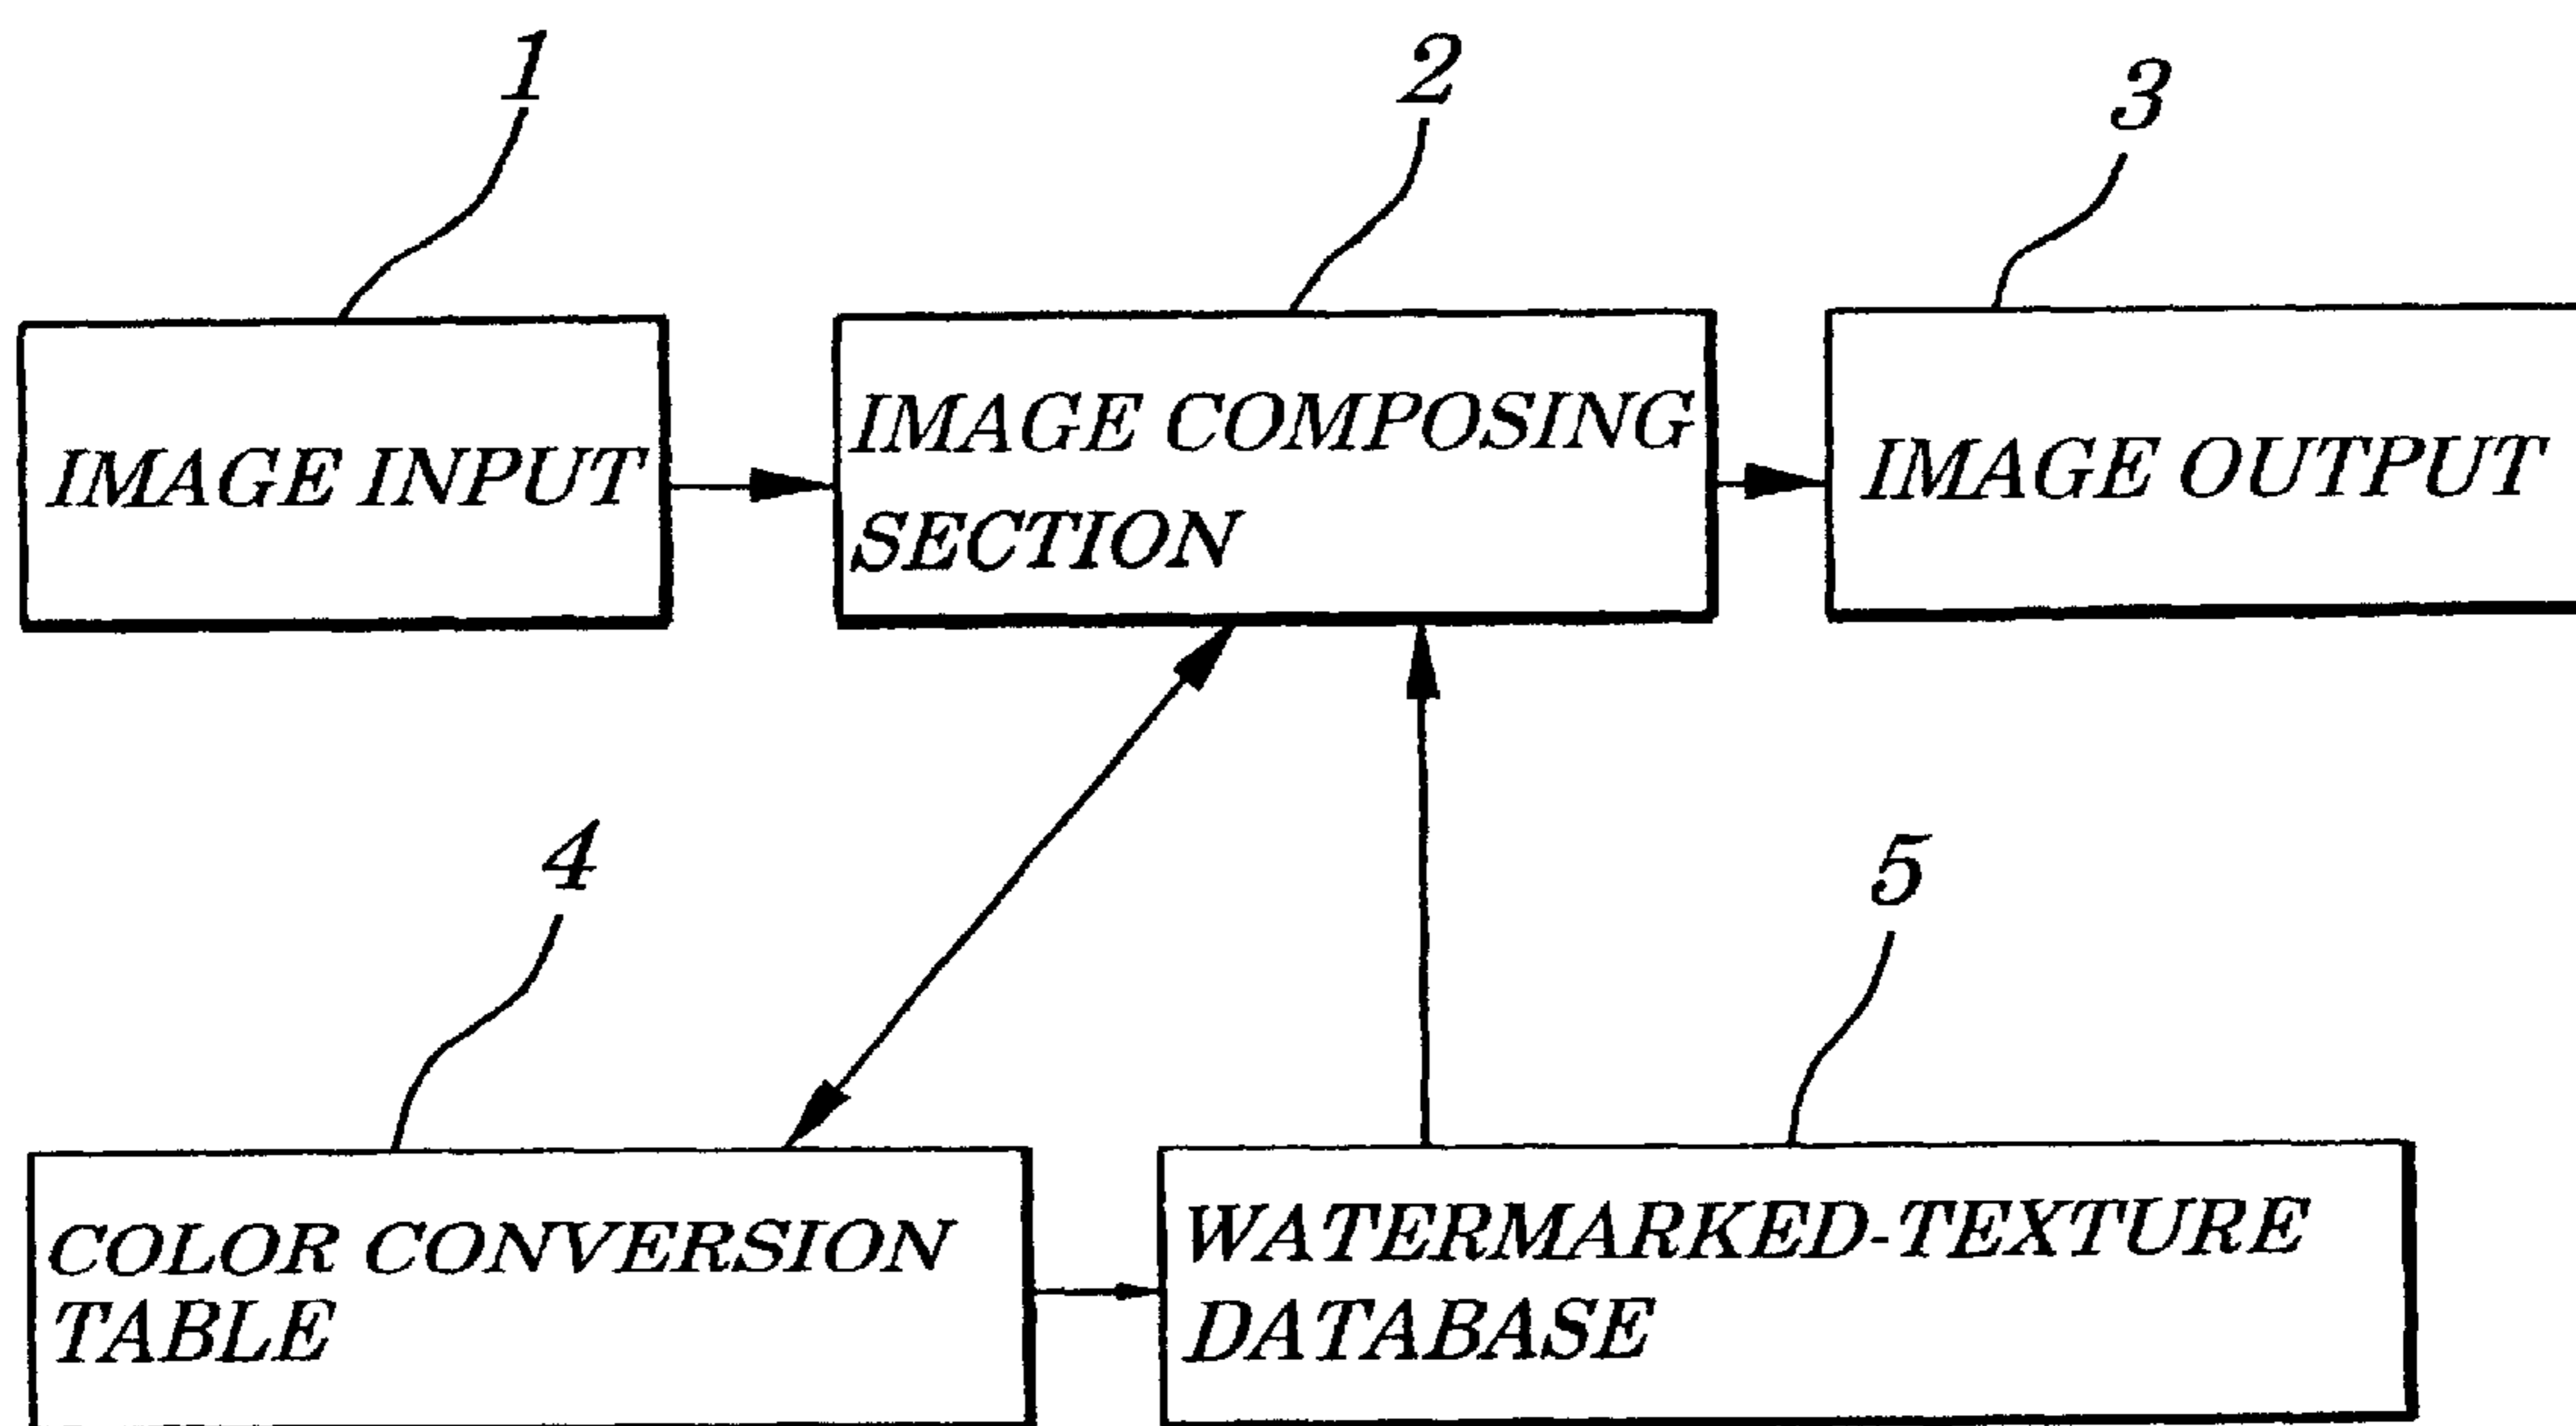 1
2
3
IMAGE INPUT
IMAGE COMPOSING
SECTION
IMAGE OUTPUT
4
5
COLOR CONVERSION
TABLE
WATERMARKED-TEXTURE
DATABASE